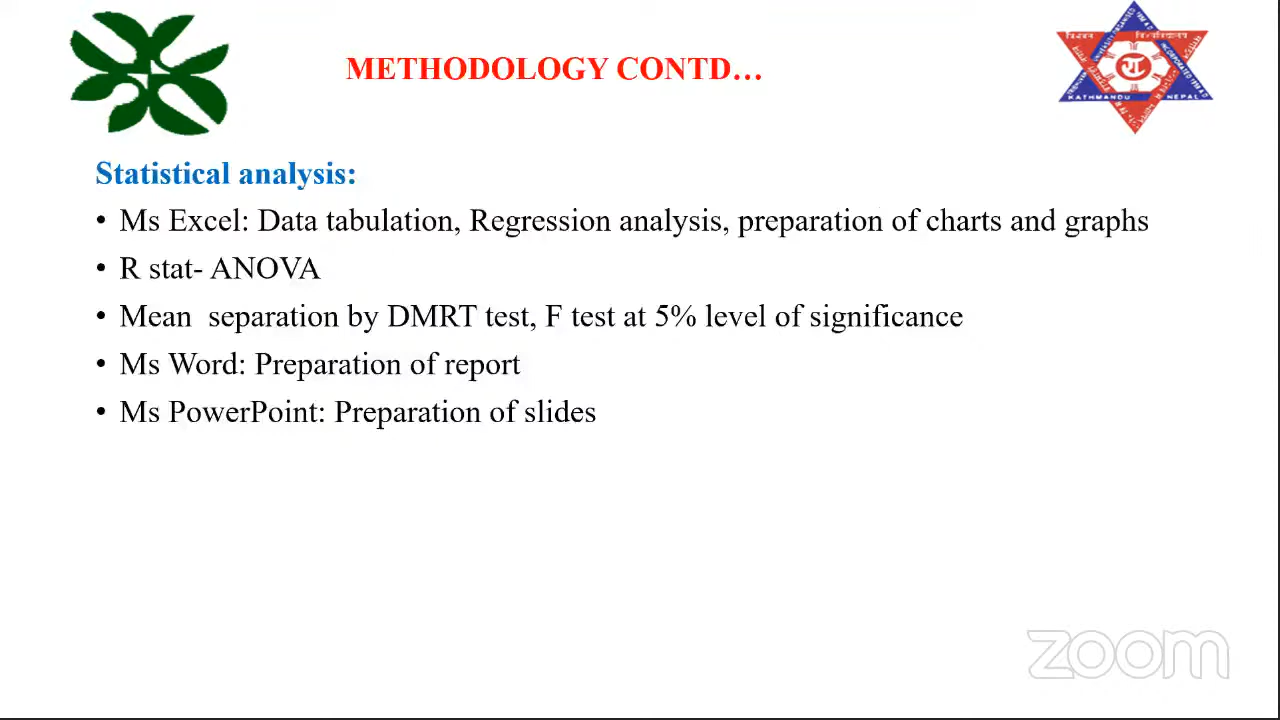 METHODOLOGY CONTD…
KATHMANDU NEPAL
Statistical analysis:
• Ms Excel: Data tabulation, Regression analysis, preparation of charts and graphs
• R stat- ANOVA
• Mean separation by DMRT test, F test at 5% level of significance
• Ms Word: Preparation of report
• Ms PowerPoint: Preparation of slides
zoom